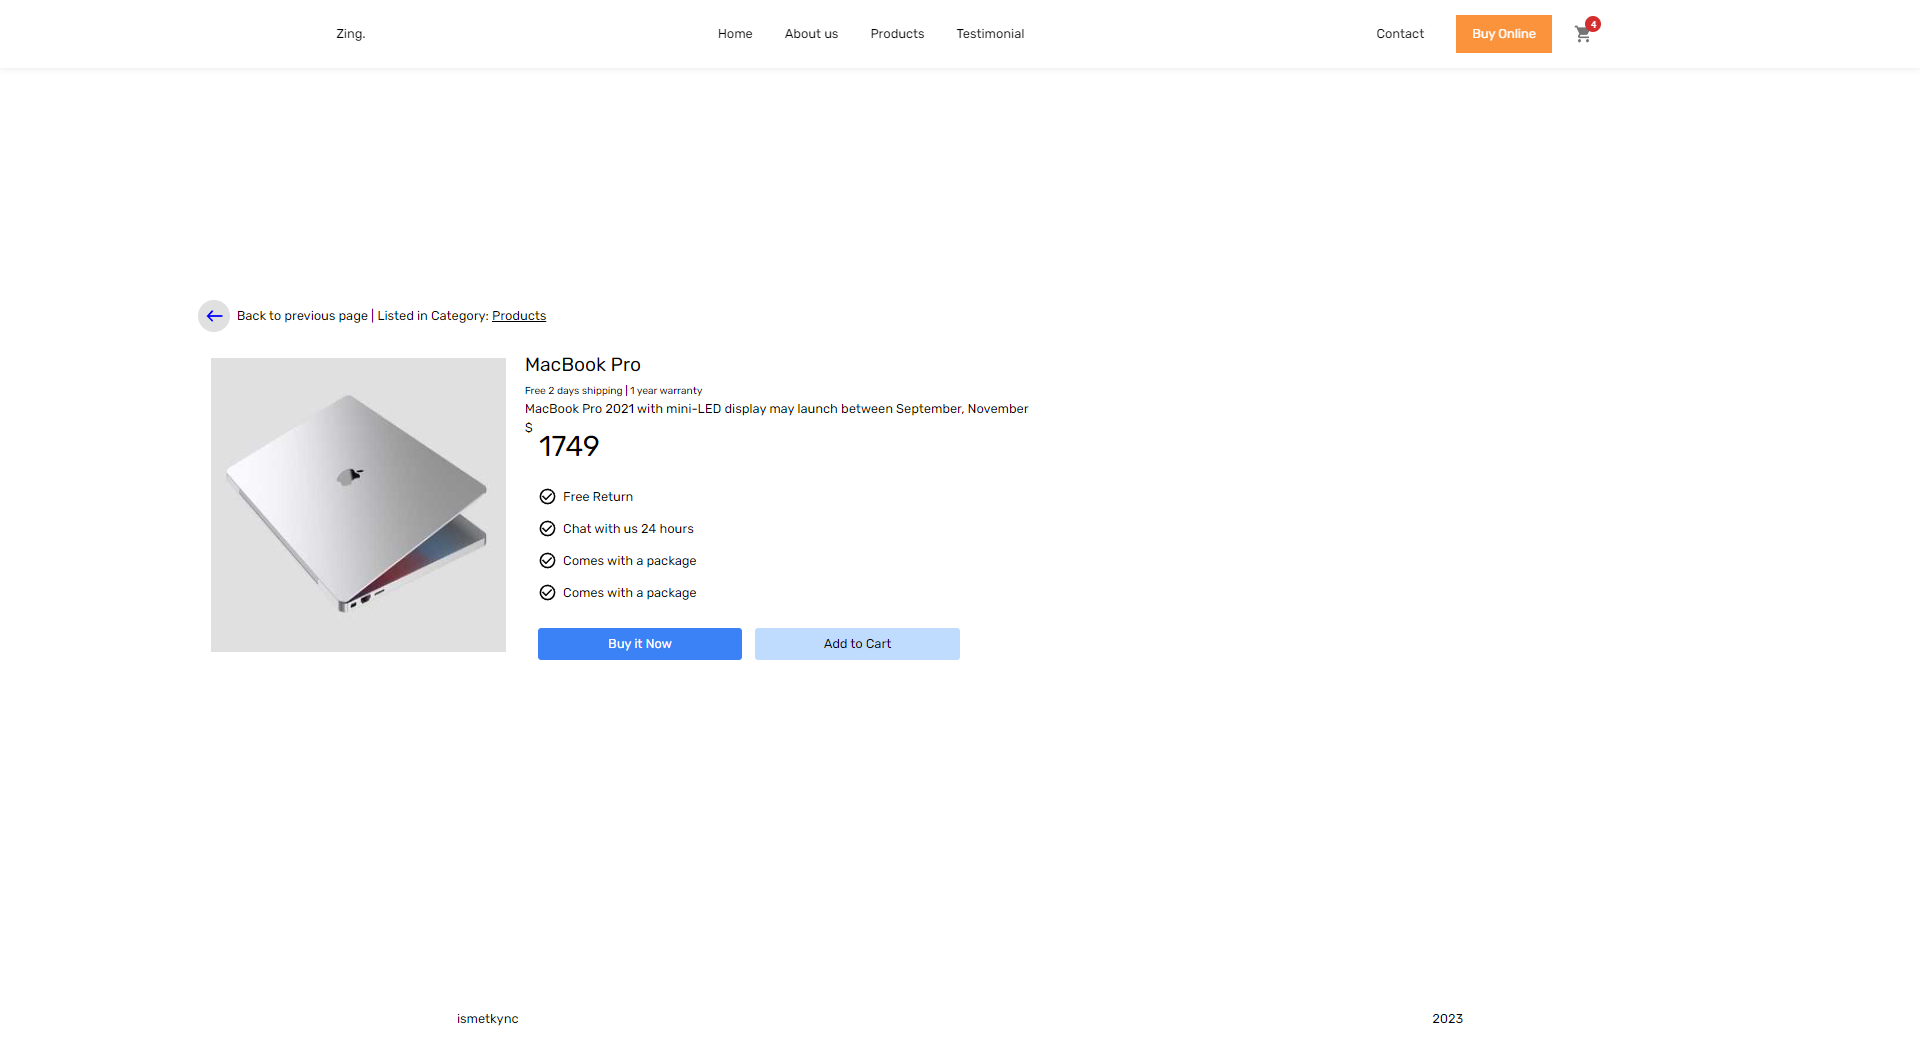 Zing.
Home
About us
Products
Testimonial
Contact
Buy Online
4
Back to previous page | Listed in Category: Products
MacBook Pro
Free 2 days shipping | 1 year warranty
MacBook Pro 2021 with mini-LED display may launch between September, November
$ 1749
Free Return
Chat with us 24 hours
Comes with a package
Comes with a package
Buy it Now
Add to Cart
ismetkync
2023